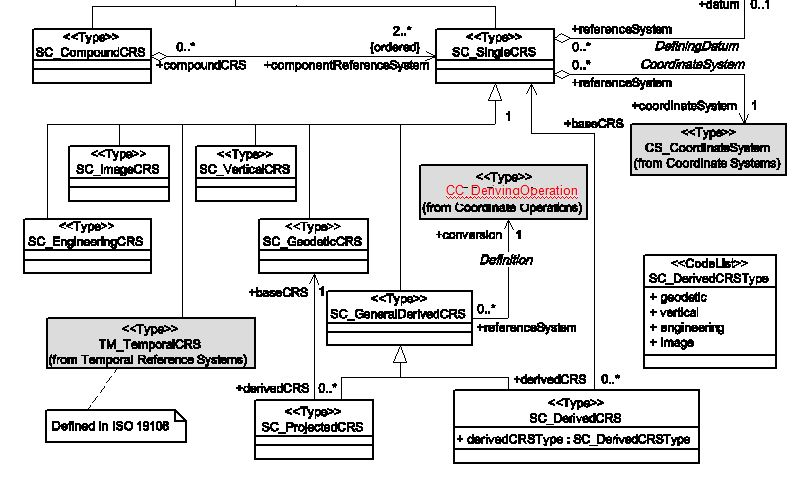 +datum 0..1
<<Type>>
SC_CompoundCRS
0..*
+compoundCRS
2..*
{ordered}
+componentReferenceSystem
<<Type>>
SC_SingleCRS
+referenceSystem
0..*
DefiningDatum
0..*
CoordinateSystem
+referenceSystem
+coordinateSystem 1
<<Type>>
CS_CoordinateSystem
(from Coordinate Systems)
1
+baseCRS
<<Type>>
SC_ImageCRS
<<Type>>
SC_VerticalCRS
<<Type>>
CC_DerivingOperation
(from Coordinate Operations)
<<Type>>
SC_EngineeringCRS
<<Type>>
SC_GeodeticCRS
+conversion 1
Definition
+baseCRS 1
<<Type>>
SC_GeneralDerivedCRS
0..*
+referenceSystem
<<CodeList>>
SC_DerivedCRSType
+ geodetic
+ vertical
+ engineering
+ image
<<Type>>
TM_TemporalCRS
(from Temporal Reference Systems)
+derivedCRS 0..*
+derivedCRS 0..*
Defined in ISO 19108
<<Type>>
SC_ProjectedCRS
<<Type>>
SC_DerivedCRS
+ derivedCRSType : SC_DerivedCRSType